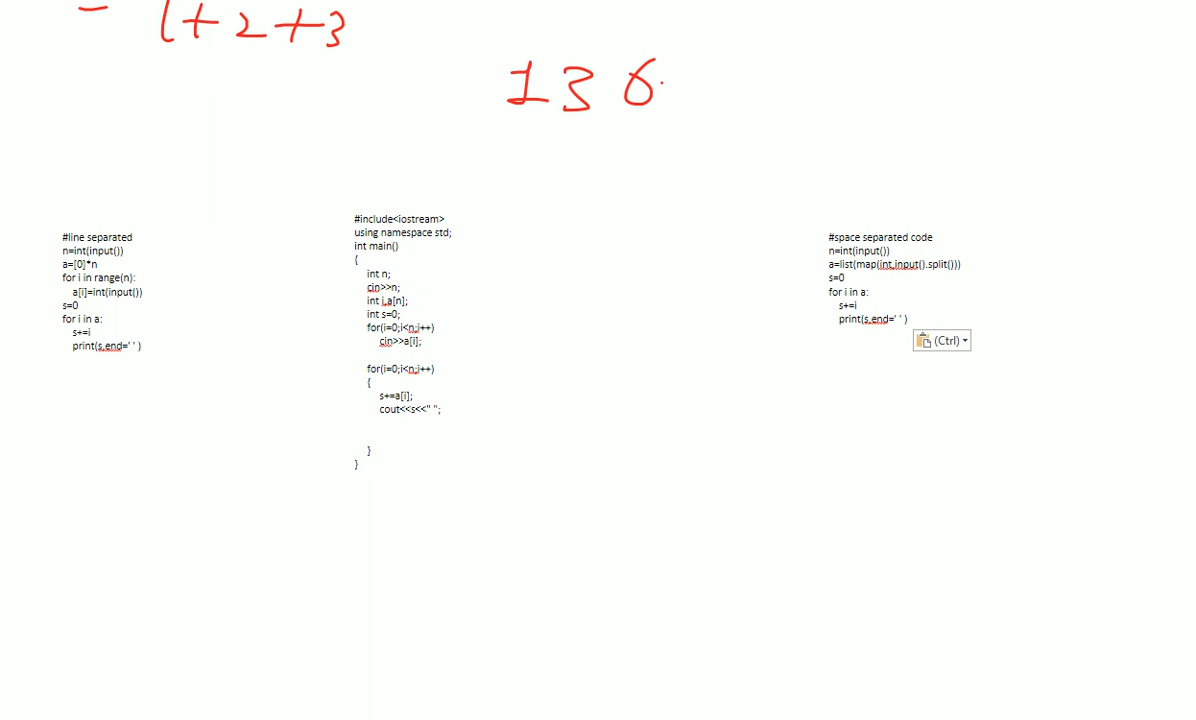 = 1+2+3
1 3 6
#line separated
n=int(input())
a=[0]*n
for i in range(n):
a[i]=int(input())
s=0
for i in a:
s+=i
print(s,end=' ')
#include<iostream>
using namespace std;
int main()
{
int n;
cin>>n;
int i,a[n];
int s=0;
for(i=0;i<n;i++)
cin>>a[i];
for(i=0;i<n;i++)
{
s+=a[i];
cout<<s<<" ";
}
}
#space separated code
n=int(input())
a=list(map(int,input().split()))
s=0
for i in a:
s+=i
print(s,end=' ')
(Ctrl)